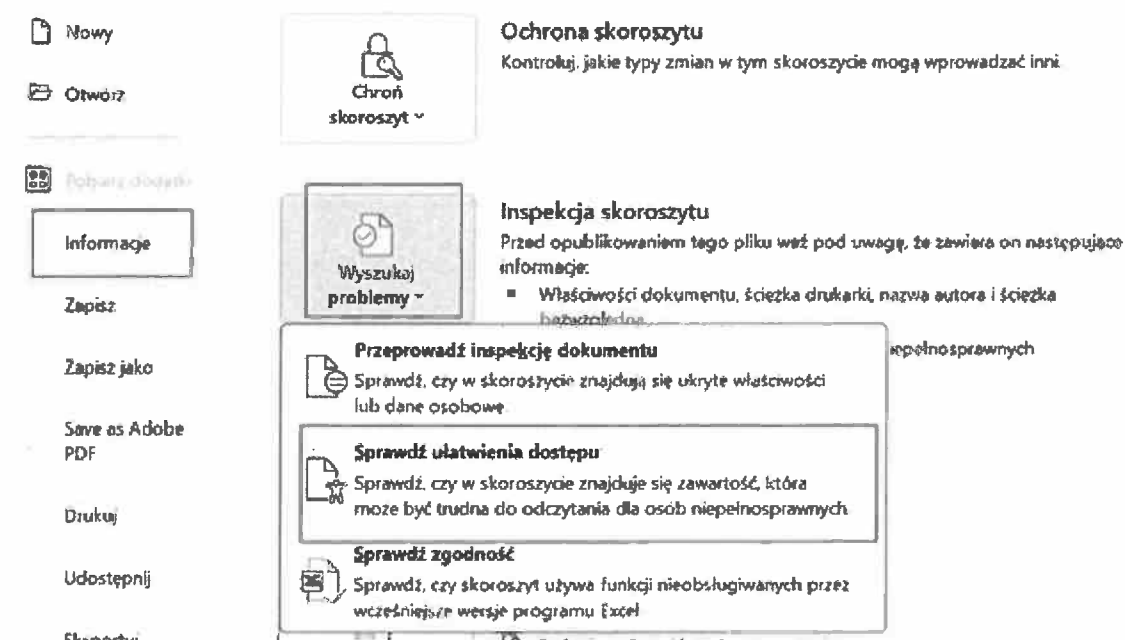 Nowy
Otwórz
Pobierz dodatki
Informacje
Zapisz
Zapisz jako
Save as Adobe
PDF
Drukuj
Udostępnij
Eksportuj
Chroń
skoroszyt
Ochrona skoroszytu
Kontroluj, jakie typy zmian w tym skoroszycie mogą wprowadzać inni
Wyszukaj
problemy
Inspekcja skoroszytu
Przed opublikowaniem tego pliku weź pod uwagę, że zawiera on następujące
informacje:
Właściwości dokumentu, ścieżka drukarki, nazwa autora i ścieżka
bezwzględna
niepełnosprawnych
Przeprowadź inspekcję dokumentu
Sprawdź, czy w skoroszycie znajdują się ukryte właściwości
lub dane osobowe.
Sprawdź ułatwienia dostępu
Sprawdź, czy w skoroszycie znajduje się zawartość, która
może być trudna do odczytania dla osób niepełnosprawnych.
Sprawdź zgodność
Sprawdź, czy skoroszyt używa funkcji nieobsługiwanych przez
wcześniejsze wersje programu Excel